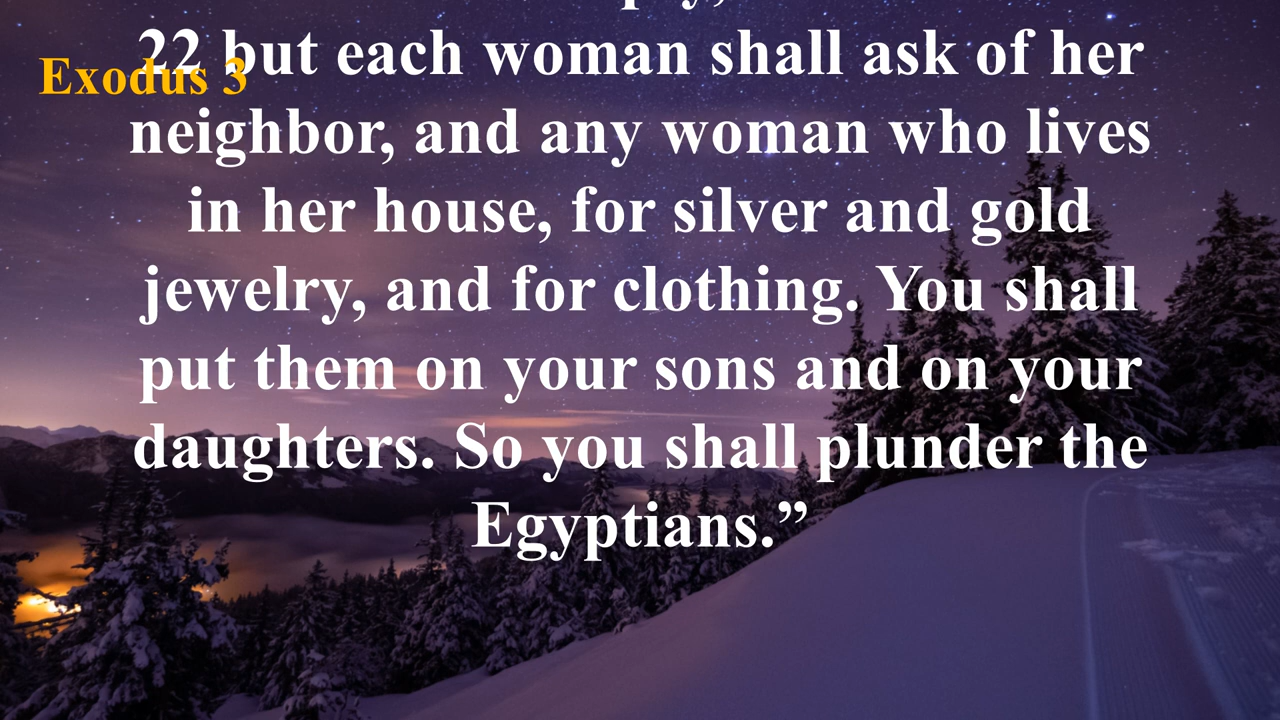 22 but each woman shall ask of her
Exodus 3
neighbor, and any woman who lives
in her house, for silver and gold
jewelry, and for clothing. You shall
put them on your sons and on your
daughters. So you shall plunder the
Egyptians.”